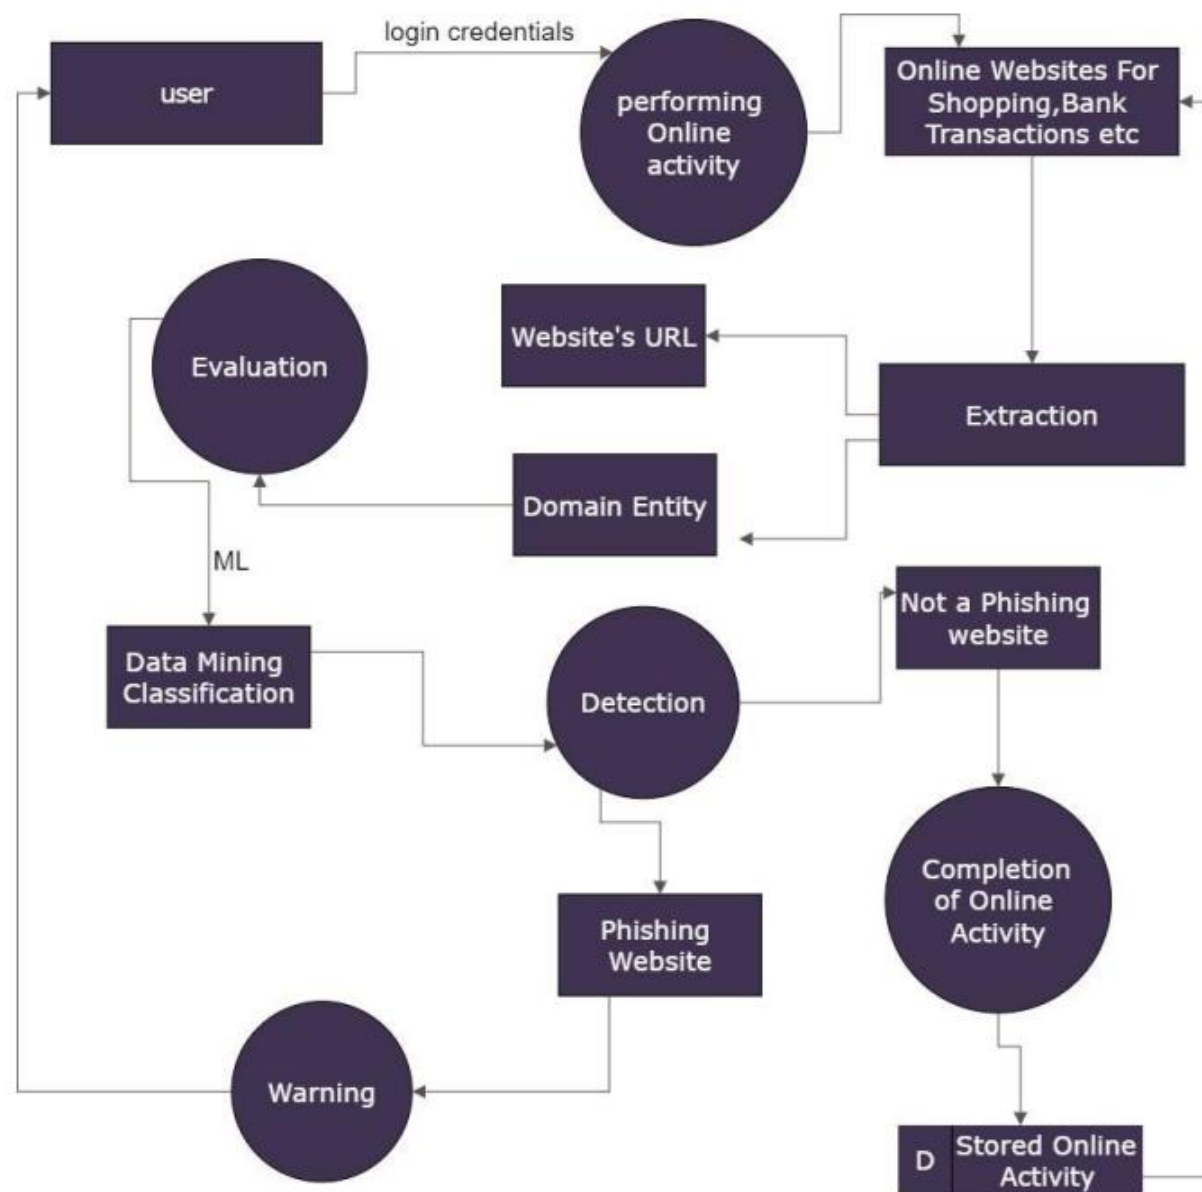 login credentials
user
performing
Online
activity
Online Websites For
Shopping,Bank
Transactions etc
Evaluation
Website's URL
Extraction
Domain Entity
ML
Not a Phishing
website
Data Mining
Classification
Detection
Completion
of Online
Activity
Phishing
Website
Warning
D
Stored Online
Activity